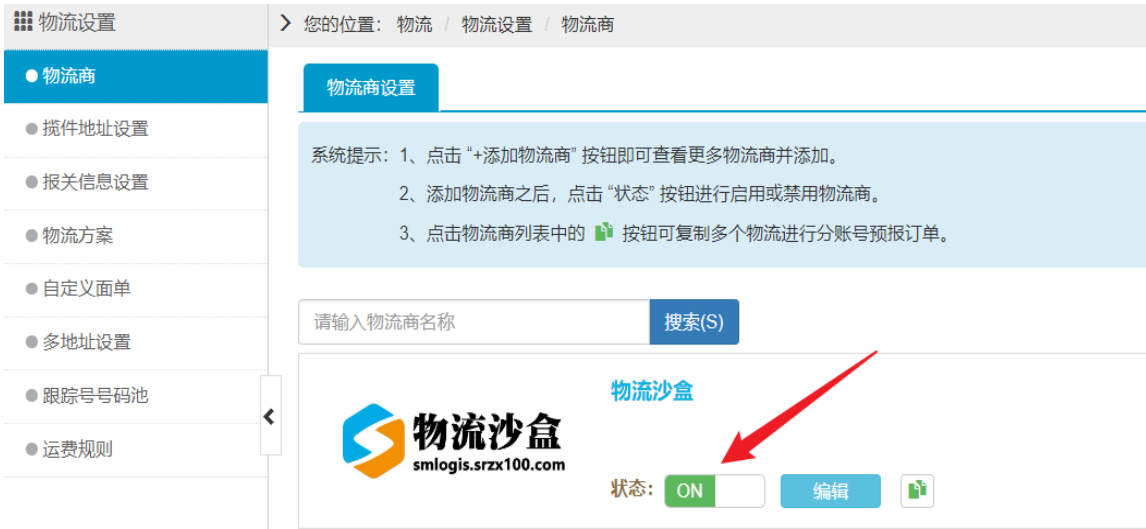 物流设置
您的位置： 物流 / 物流设置 / 物流商
物流商
揽件地址设置
报关信息设置
物流方案
自定义面单
多地址设置
跟踪号号码池
运费规则
物流商设置
系统提示：1、点击 “+添加物流商” 按钮即可查看更多物流商并添加。
2、添加物流商之后，点击 “状态” 按钮进行启用或禁用物流商。
3、点击物流商列表中的 按钮可复制多个物流进行分账号预报订单。
请输入物流商名称 搜索(S)
物流沙盒
物流沙盒
smlogis.srzx100.com
状态： ON 编辑